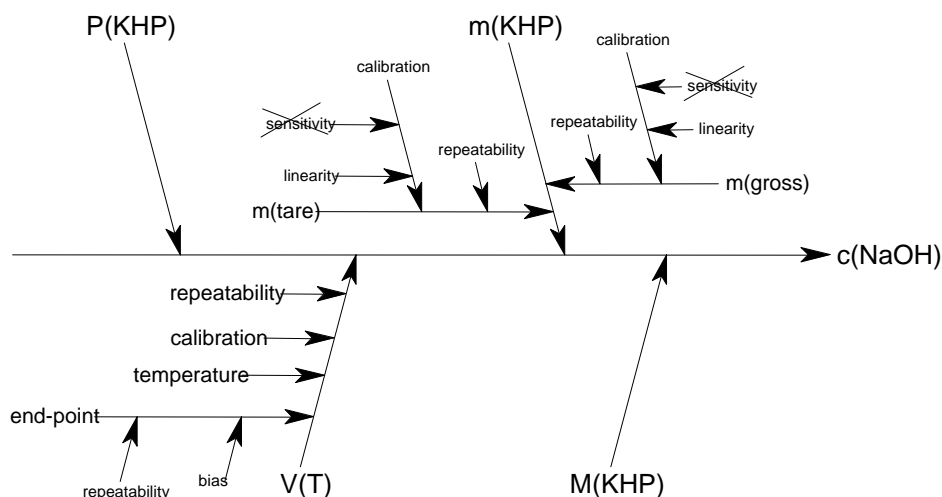 P(KHP)
m(KHP)
calibration
calibration
sensitivity
sensitivity
repeatability
linearity
repeatability
linearity
m(gross)
m(tare)
c(NaOH)
repeatability
calibration
temperature
end-point
repeatability
bias
V(T)
M(KHP)